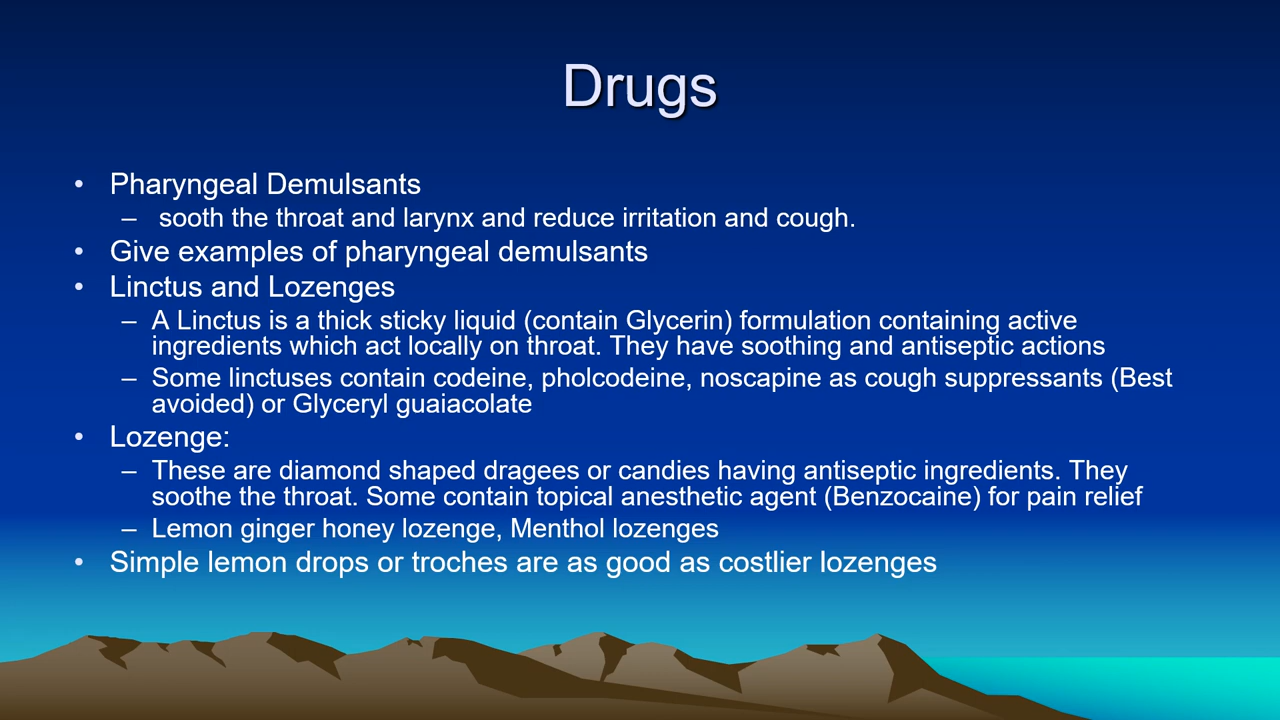 Drugs
• Pharyngeal Demulsants
– sooth the throat and larynx and reduce irritation and cough.
• Give examples of pharyngeal demulsants
• Linctus and Lozenges
– A Linctus is a thick sticky liquid (contain Glycerin) formulation containing active
ingredients which act locally on throat. They have soothing and antiseptic actions
– Some linctuses contain codeine, pholcodeine, noscapine as cough suppressants (Best
avoided) or Glyceryl guaiacolate
• Lozenge:
– These are diamond shaped dragees or candies having antiseptic ingredients. They
soothe the throat. Some contain topical anesthetic agent (Benzocaine) for pain relief
– Lemon ginger honey lozenge, Menthol lozenges
• Simple lemon drops or troches are as good as costlier lozenges